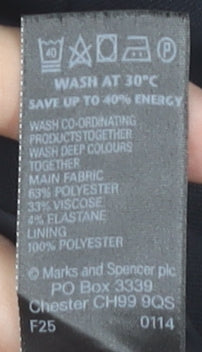 40 P
WASH AT 30°C
SAVE UP TO 40% ENERGY
WASH CO-ORDINATING
PRODUCTS TOGETHER
WASH DEEP COLOURS
TOGETHER
MAIN FABRIC
63% POLYESTER
33% VISCOSE
4% ELASTANE
LINING
100% POLYESTER
© Marks and Spencer plc.
PO Box 3339
Chester CH99 9QS
F25 0114